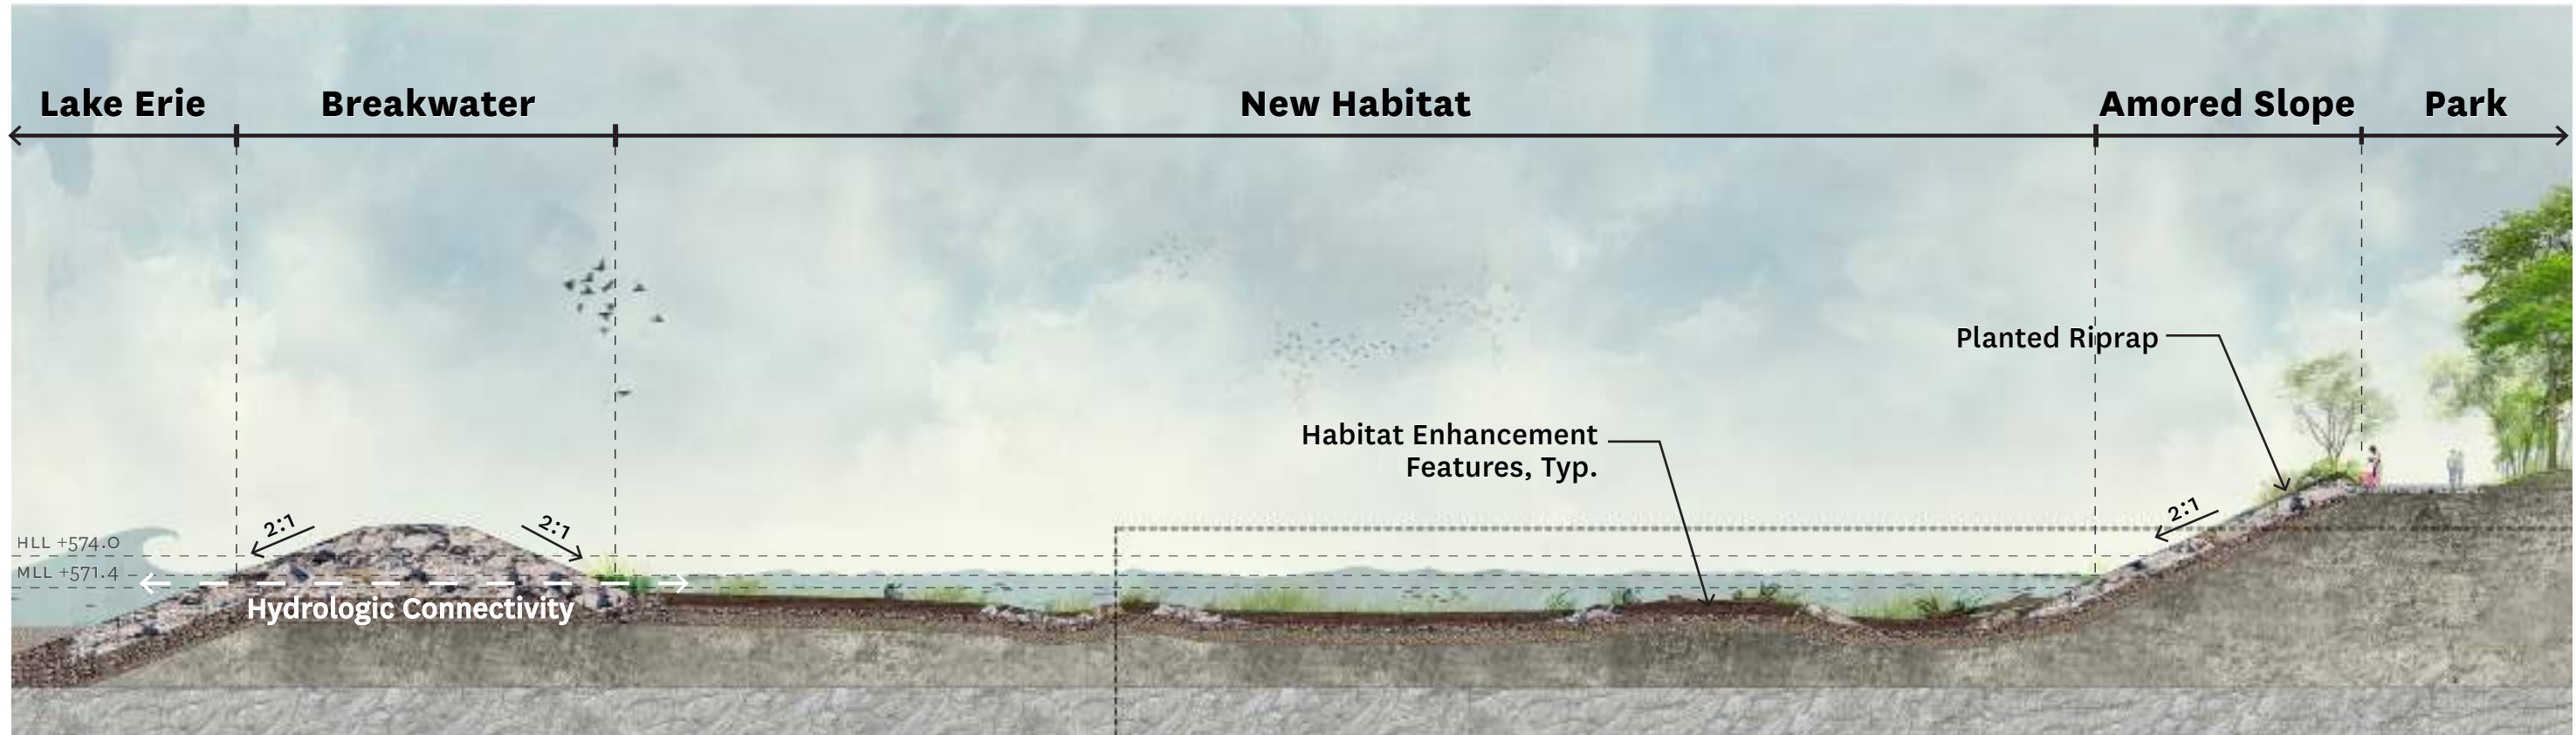 Lake Erie
Breakwater
New Habitat
Amored Slope
Park
Planted Riprap
Habitat Enhancement
Features, Typ.
2:1
2:1
2:1
HLL +574.0
MLL +571.4
Hydrologic Connectivity